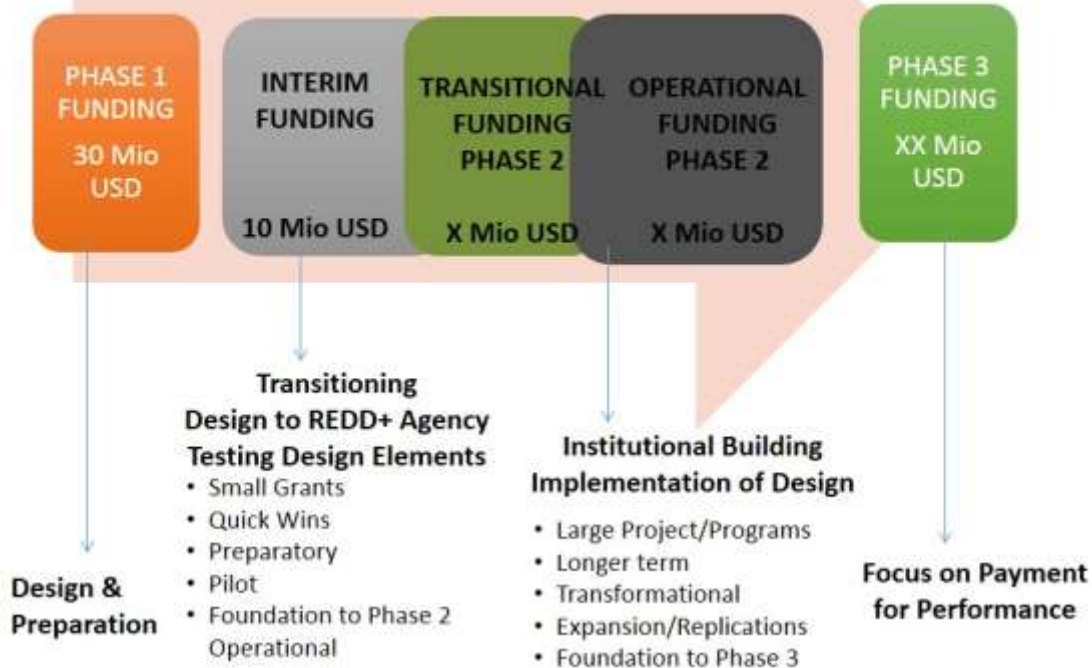 PHASE 1
FUNDING
30 Mio
USD
INTERIM
FUNDING
10 Mio USD
TRANSITIONAL
FUNDING
PHASE 2
X Mio USD
OPERATIONAL
FUNDING
PHASE 2
X Mio USD
PHASE 3
FUNDING
XX Mio
USD
Design &
Preparation
Transitioning
Design to REDD+ Agency
Testing Design Elements
• Small Grants
• Quick Wins
• Preparatory
• Pilot
• Foundation to Phase 2
Operational
Institutional Building
Implementation of Design
• Large Project/Programs
• Longer term
• Transformational
• Expansion/Replications
• Foundation to Phase 3
Focus on Payment
for Performance